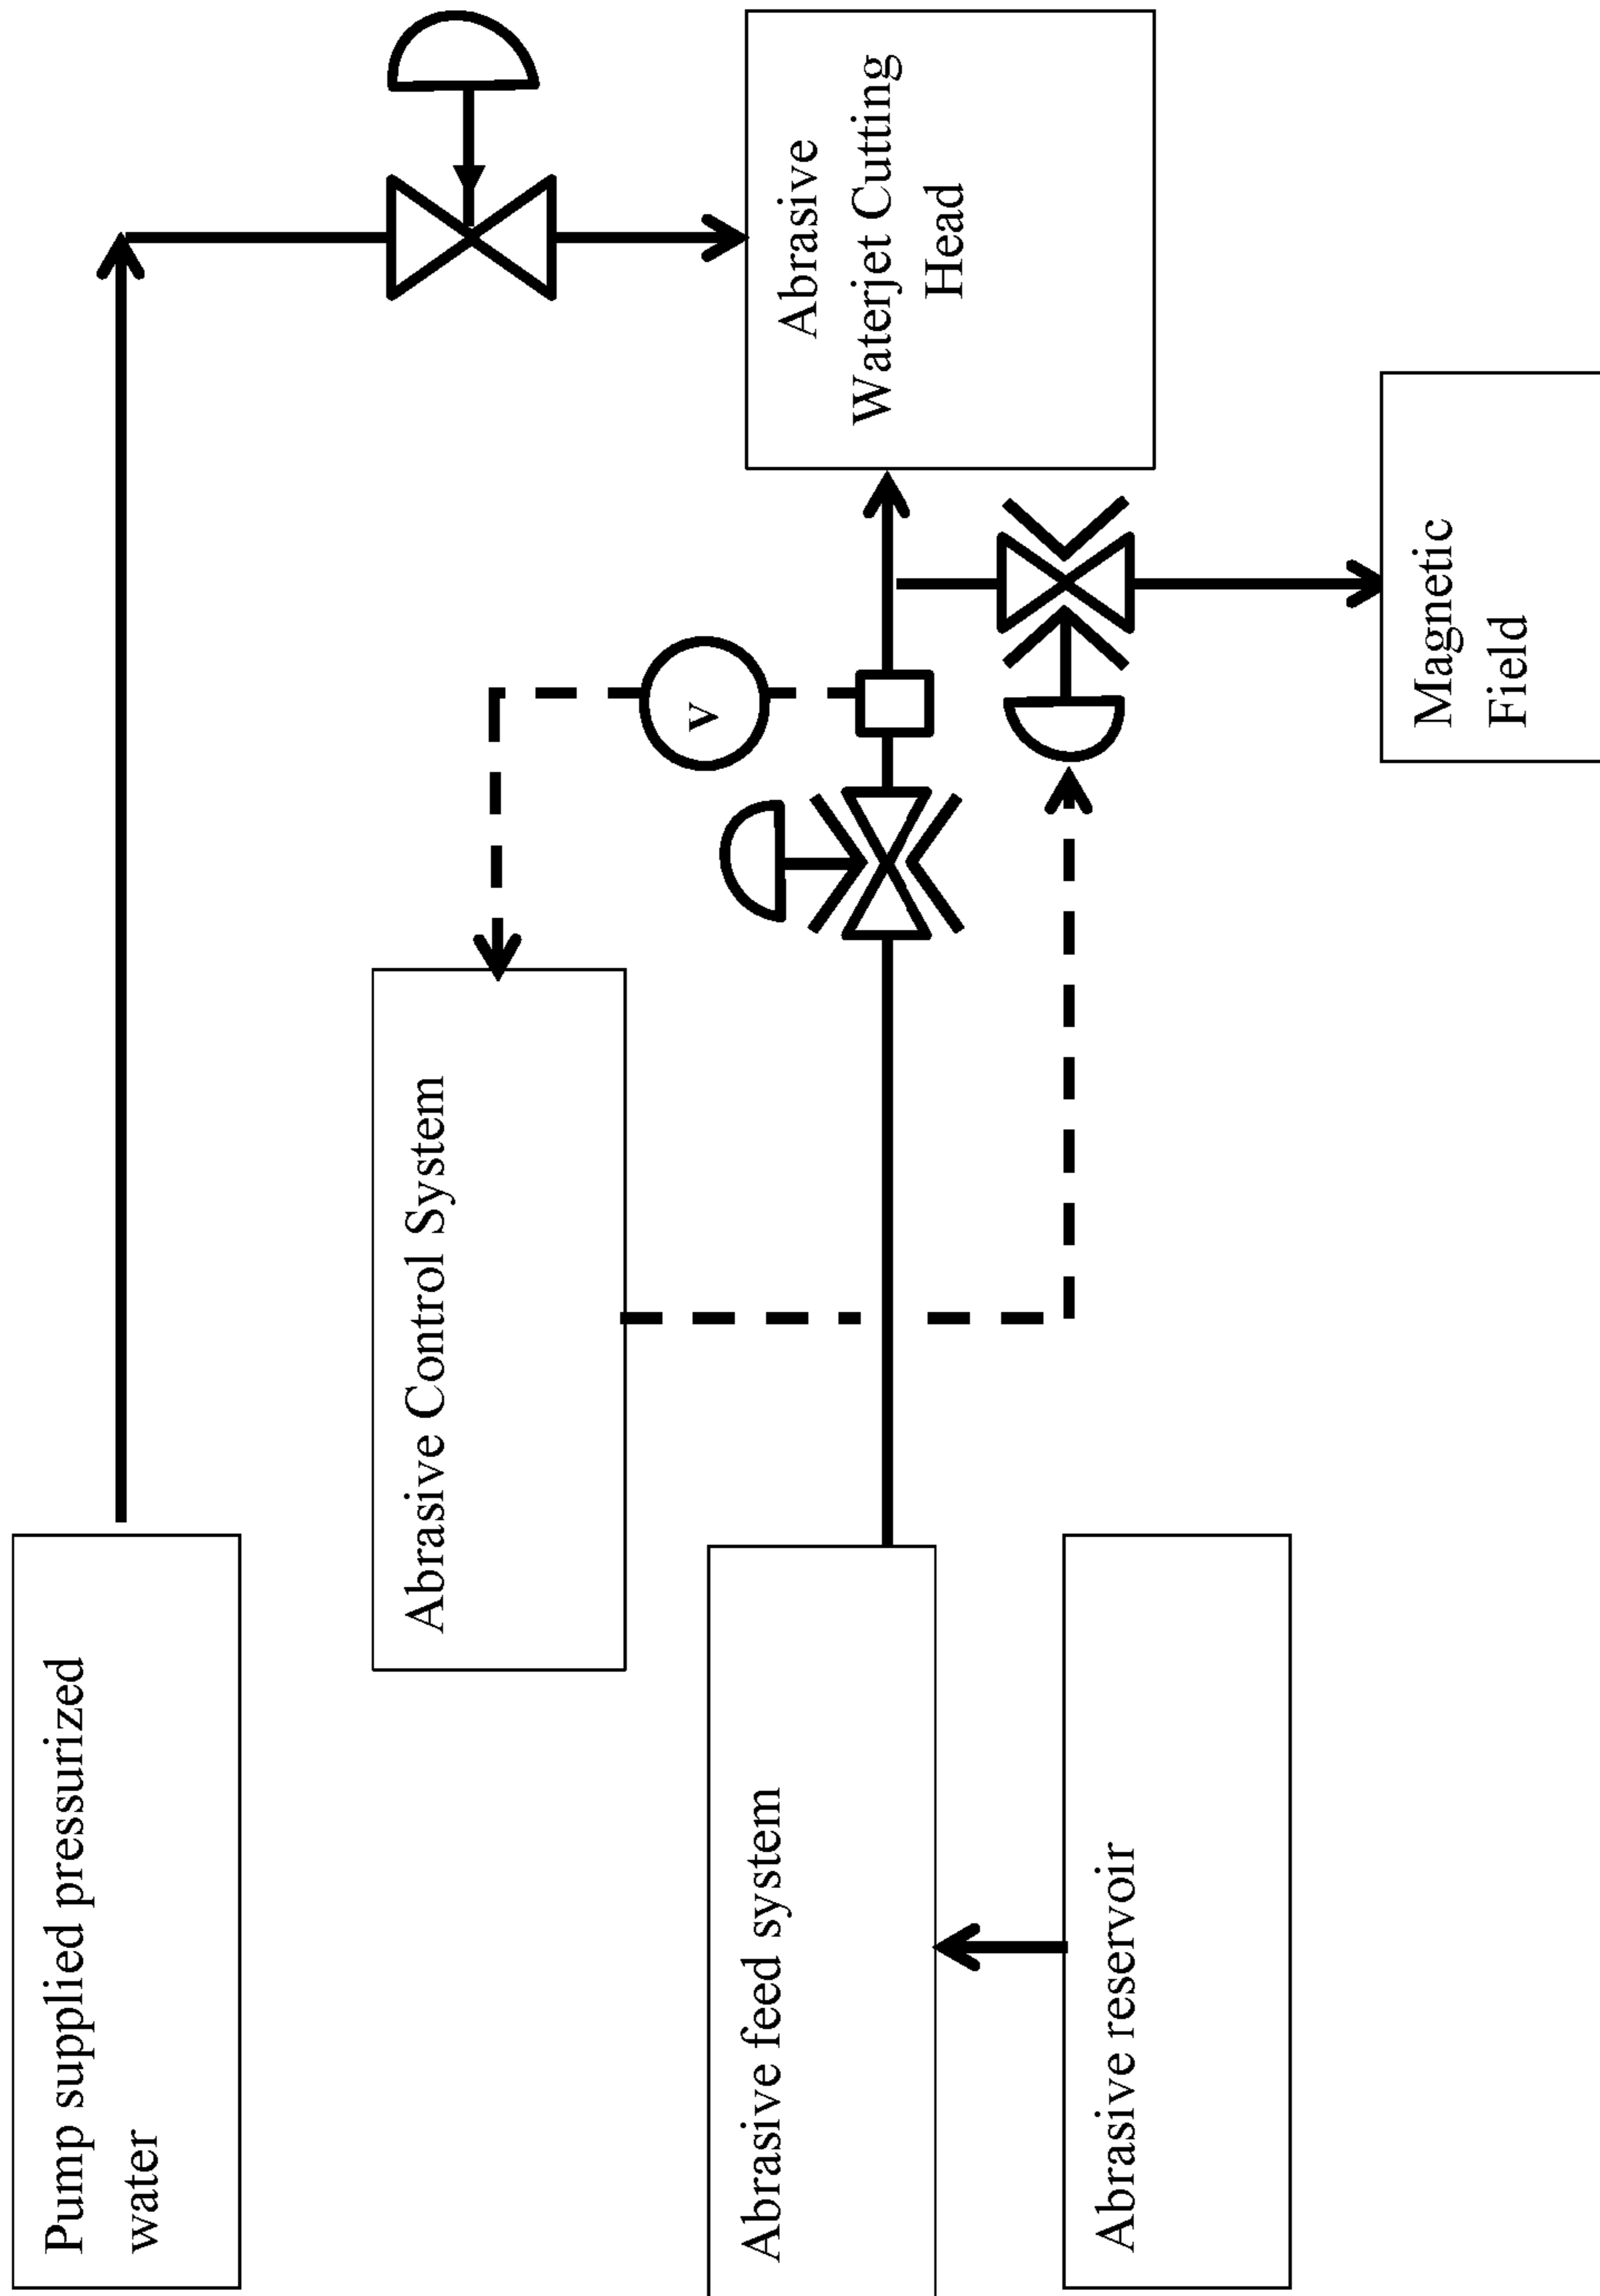 Pump supplied pressurized
water
Abrasive Control System
Abrasive
Waterjet Cutting
Head
v
Abrasive feed system
Abrasive reservoir
Magnetic
Field